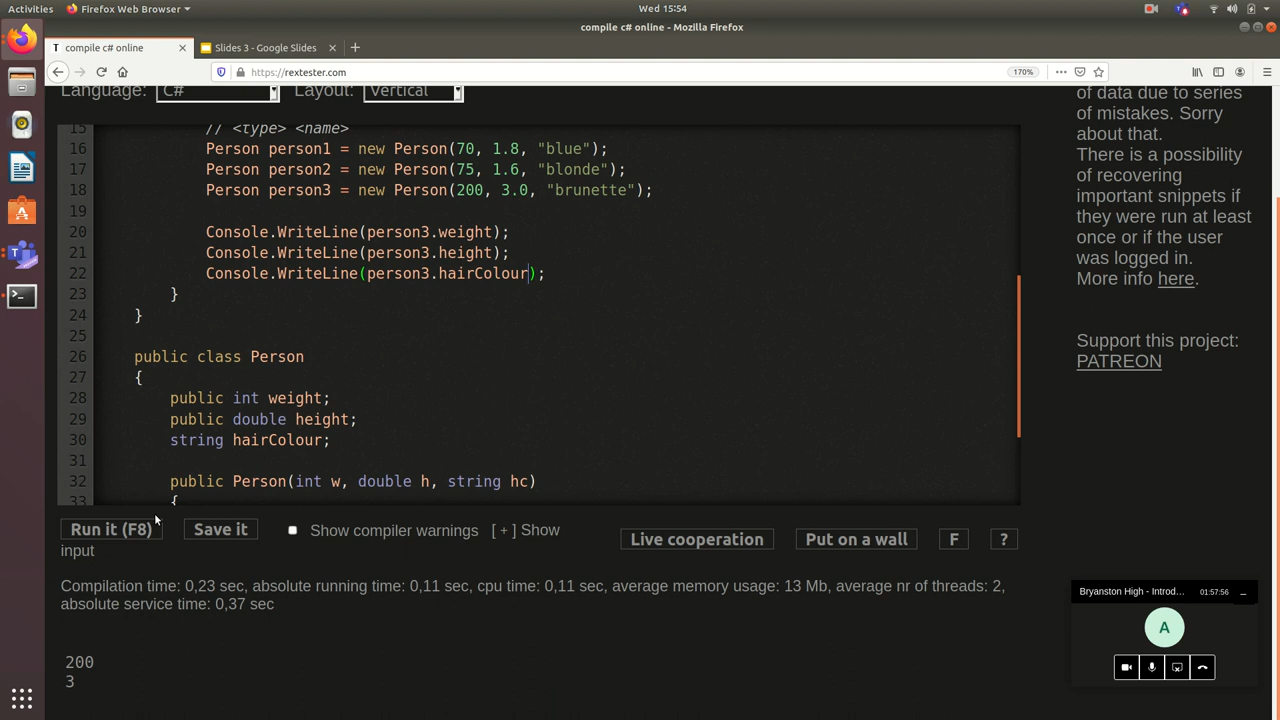 Activities Firefox Web Browser Wed 15:54
compile c# online - Mozilla Firefox
T compile c# online Slides 3 - Google Slides
https://rextester.com 170%
Language: C# Layout: Vertical
15 // <type> <name>
16 Person person1 = new Person(70, 1.8, "blue");
17 Person person2 = new Person(75, 1.6, "blonde");
18 Person person3 = new Person(200, 3.0, "brunette");
19
20 Console.WriteLine(person3.weight);
21 Console.WriteLine(person3.height);
22 Console.WriteLine(person3.hairColour);
23 }
24 }
25
26 public class Person
27 {
28 public int weight;
29 public double height;
30 string hairColour;
31
32 public Person(int w, double h, string hc)
33 {
of data due to series
of mistakes. Sorry
about that.
There is a possibility
of recovering
important snippets if
they were run at least
once or if the user
was logged in.
More info here.
Support this project:
PATREON
Run it (F8) Save it Show compiler warnings [ + ] Show
input
Live cooperation Put on a wall F ?
Compilation time: 0,23 sec, absolute running time: 0,11 sec, cpu time: 0,11 sec, average memory usage: 13 Mb, average nr of threads: 2,
absolute service time: 0,37 sec
200
3
Bryanston High - Introd... 01:57:56
A